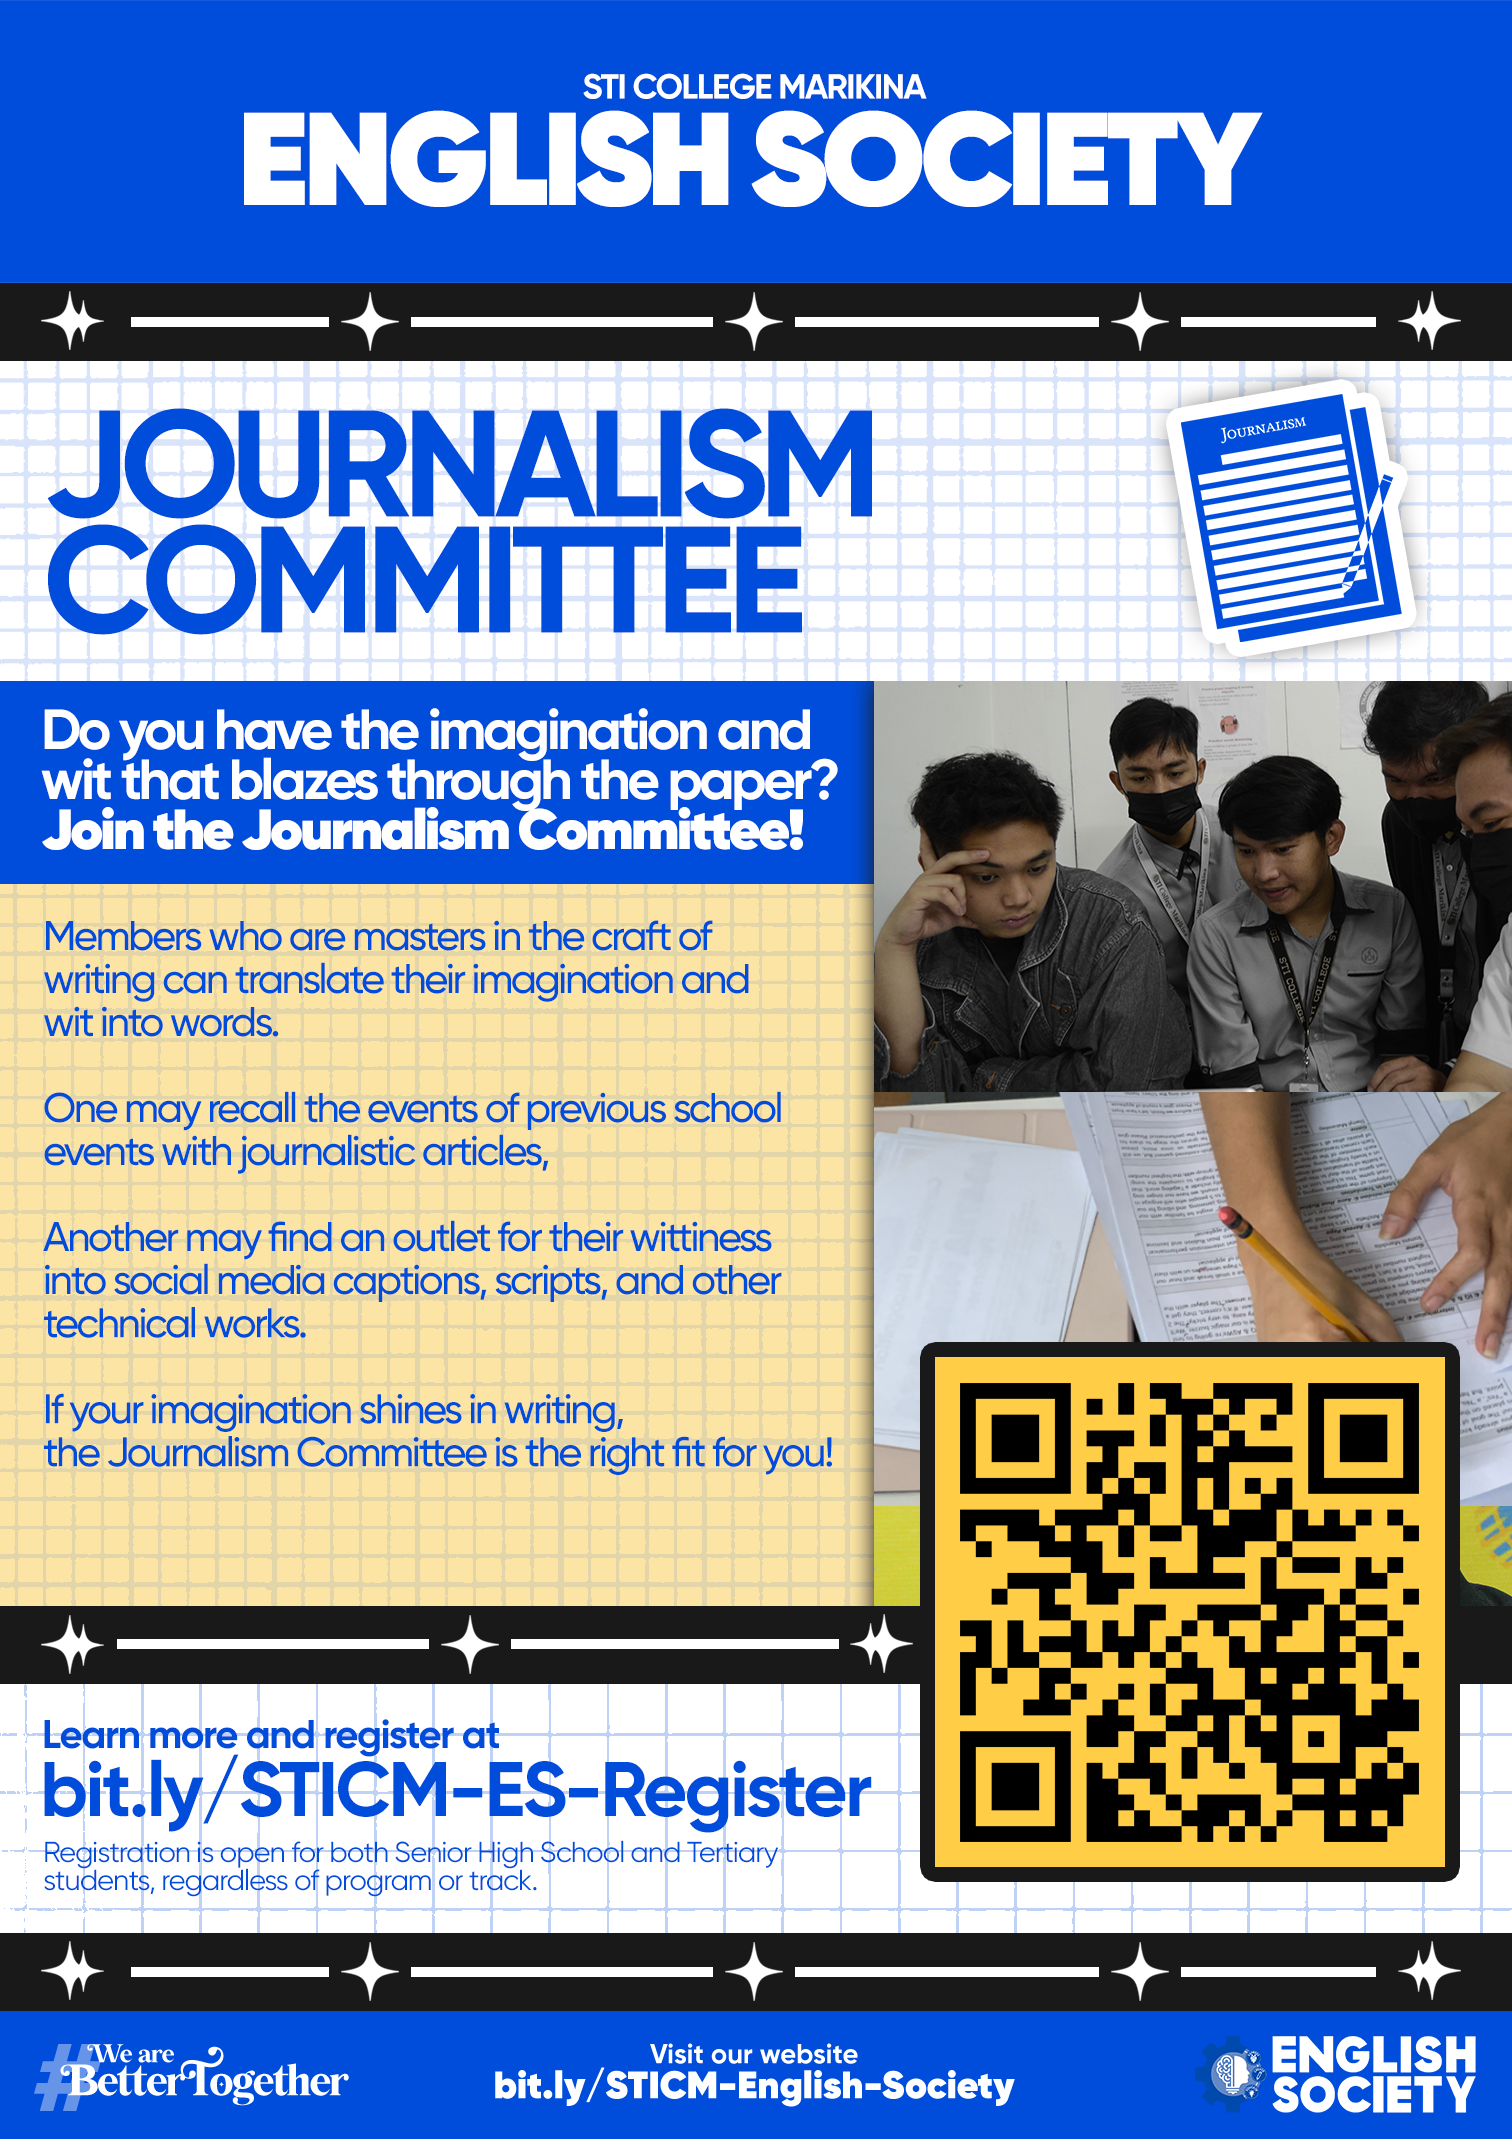 STI COLLEGE MARIKINA
ENGLISH SOCIETY
JOURNALISM
COMMITTEE
JOURNALISM
Do you have the imagination and
wit that blazes through the paper?
Join the Journalism Committee!
Members who are masters in the craft of
writing can translate their imagination and
wit into words.
One may recall the events of previous school
events with journalistic articles,
Another may find an outlet for their wittiness
into social media captions, scripts, and other
technical works.
If your imagination shines in writing,
the Journalism Committee is the right fit for you!
STI COLLEGE
STI COLLEGE
Learn more and register at
bit.ly/STICM-ES-Register
Registration is open for both Senior High School and Tertiary
students, regardless of program or track.
#We are
BetterTogether
Visit our website
bit.ly/STICM-English-Society
ENGLISH
SOCIETY